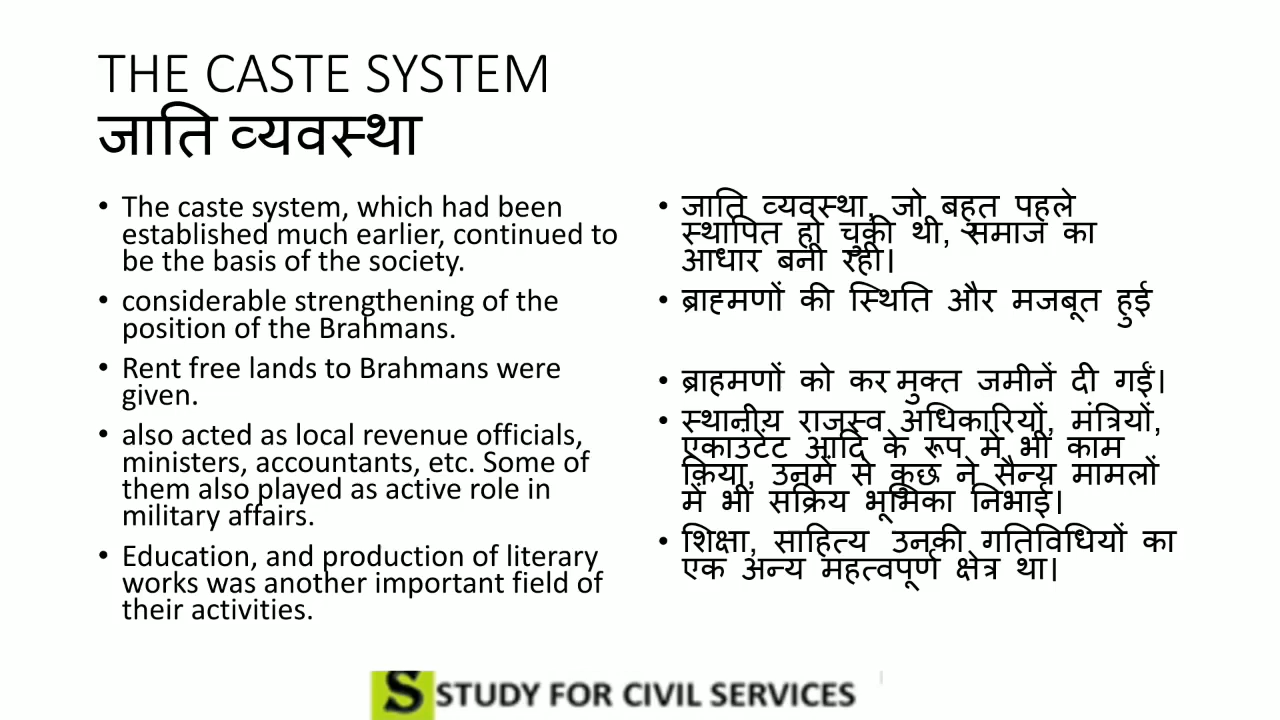 THE CASTE SYSTEM
जाति व्यवस्था
• The caste system, which had been
established much earlier, continued to
be the basis of the society.
• considerable strengthening of the
position of the Brahmans.
• Rent free lands to Brahmans were
given.
• also acted as local revenue officials,
ministers, accountants, etc. Some of
them also played as active role in
military affairs.
• Education, and production of literary
works was another important field of
their activities.
• जाति व्यवस्था, जो बहुत पहले
स्थापित हो चुकी थी, समाज का
आधार बनी रही।
• ब्राह्मणों की स्थिति और मजबूत हुई
• ब्राहमणों को कर मुक्त जमीनें दी गईं।
• स्थानीय राजस्व अधिकारियों, मंत्रियों,
एकाउंटेंट आदि के रूप में भी काम
किया, उनमें से कुछ ने सैन्य मामलों
में भी सक्रिय भूमिका निभाई।
• शिक्षा, साहित्य उनकी गतिविधियों का
एक अन्य महत्वपूर्ण क्षेत्र था।
S STUDY FOR CIVIL SERVICES